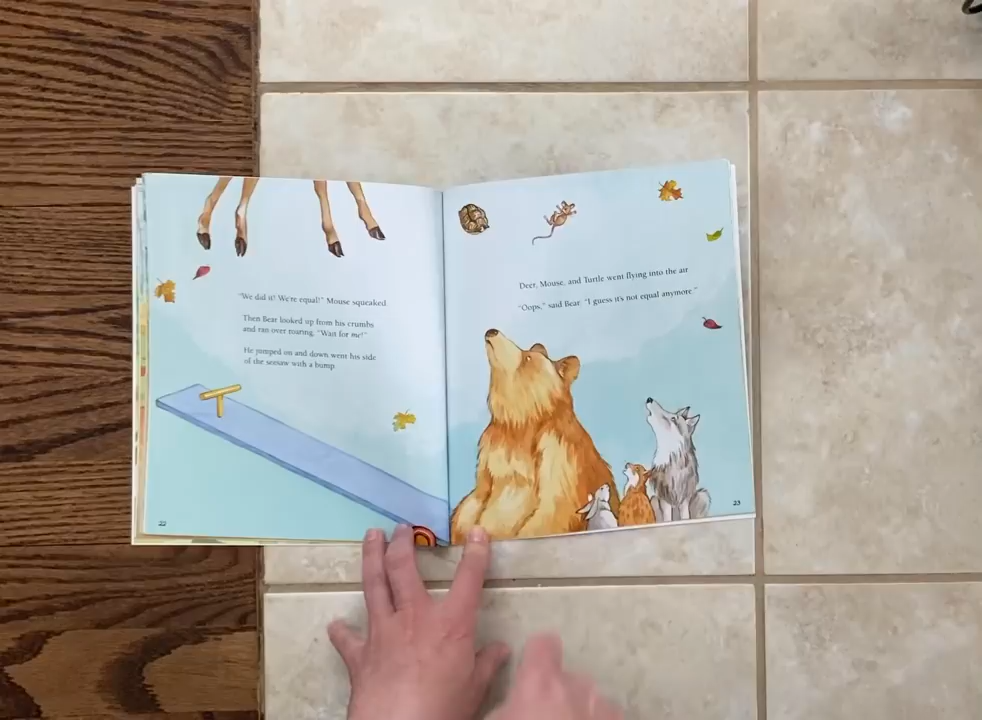 "We did it! We're equal!" Mouse squeaked.
Then Bear looked up from his crumbs
and ran over roaring, "Wait for me!"
He jumped on and down went his side
of the seesaw with a bump.
22
Deer, Mouse, and Turtle went flying into the air.
"Oops," said Bear. "I guess it's not equal anymore."
23